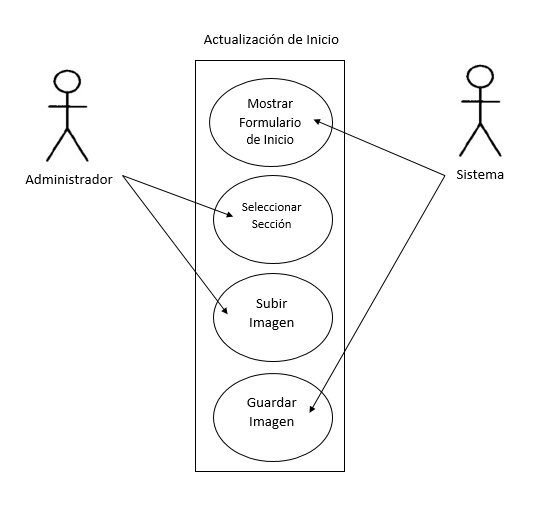 Actualización de Inicio
Mostrar
Formulario
de Inicio
Administrador
Sistema
Seleccionar
Sección
Subir
Imagen
Guardar
Imagen